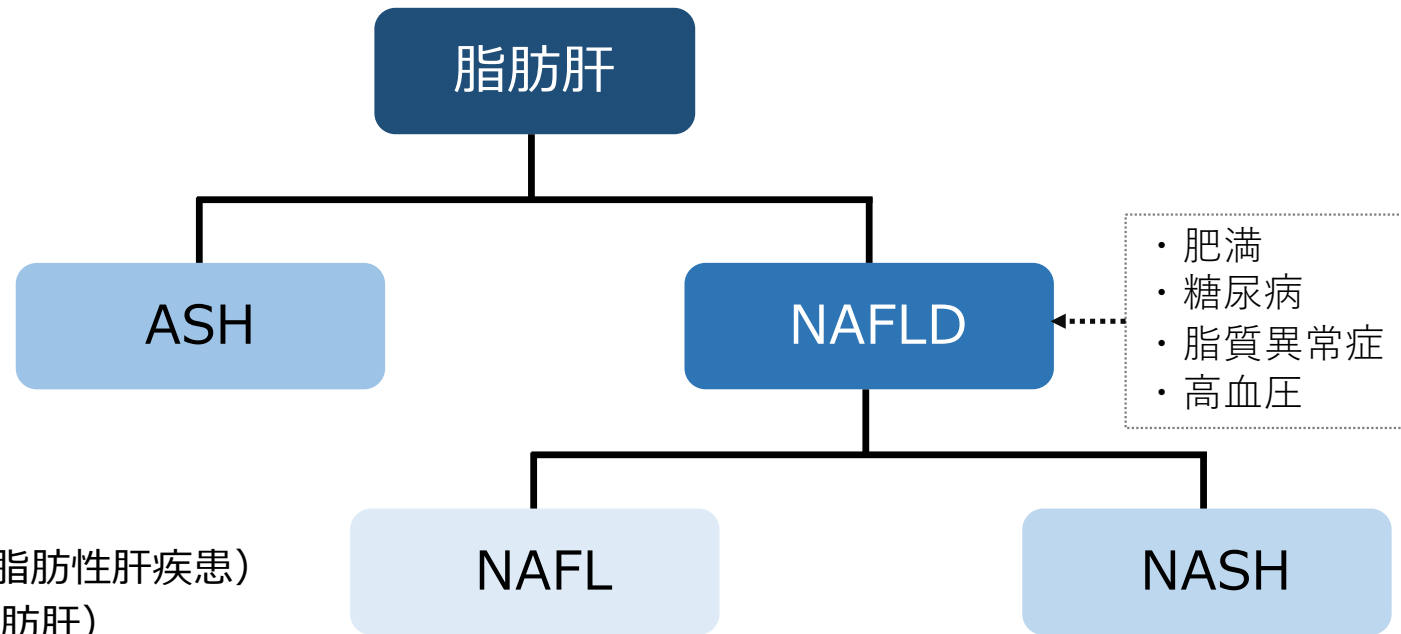 脂肪肝
ASH
NAFLD
・肥満
・糖尿病
・脂質異常症
・高血圧
脂肪性肝疾患）
肪肝）
NAFL
NASH